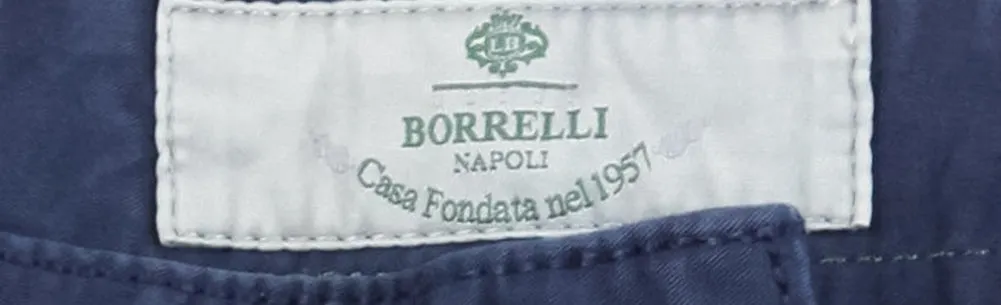 LB
BORRELLI
NAPOLI
Casa Fondata nel 1957